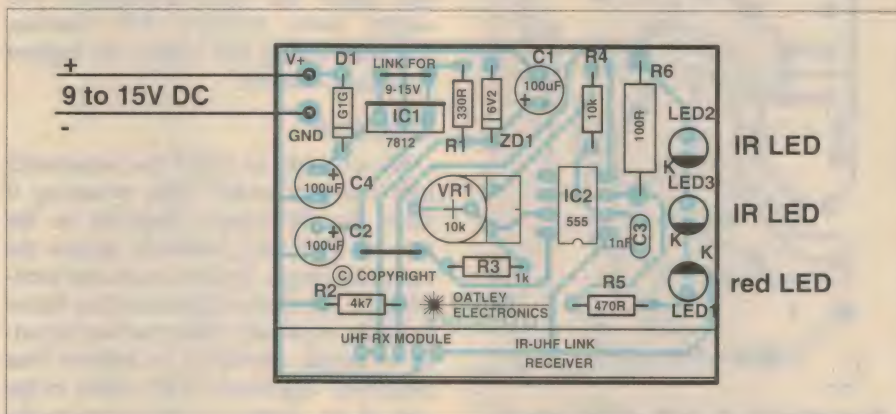 +
9 to 15V DC
-
V+
GND
D1
G1G
LINK FOR
9-15V
IC1
7812
330R
R1
6V2
ZD1
C1
100uF
+
R4
10k
R6
100R
LED2
K
IR LED
LED3
K
IR LED
K
LED1
red LED
+
100uF
C4
+
100uF
C2
VR1
10k
IC2
555
1nF
C3
© COPYRIGHT
R3
1k
R2
4k7
OATLEY
ELECTRONICS
R5
470R
UHF RX MODULE
IR-UHF LINK
RECEIVER